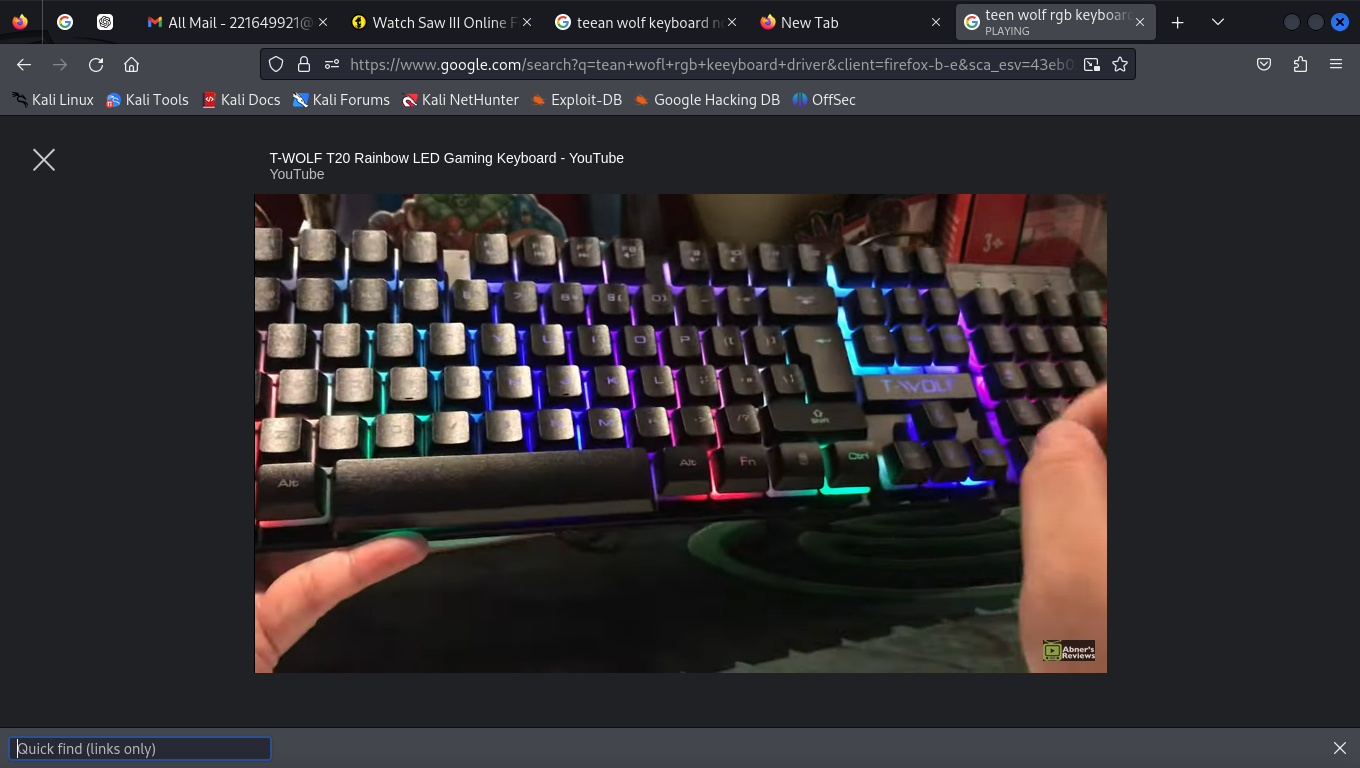 All Mail - 221649921@
Watch Saw III Online F
teean wolf keyboard n
New Tab
teen wolf rgb keyboard
PLAYING
https://www.google.com/search?q=tean+wofl+rgb+keeyboard+driver&client=firefox-b-e&sca_esv=43eb0
Kali Linux
Kali Tools
Kali Docs
Kali Forums
Kali NetHunter
Exploit-DB
Google Hacking DB
OffSec
T-WOLF T20 Rainbow LED Gaming Keyboard - YouTube
YouTube
3+
U I O P
J K L
T-WOLF
Shift
Alt
Alt
Fn
Ctrl
Abner's
Reviews
Quick find (links only)